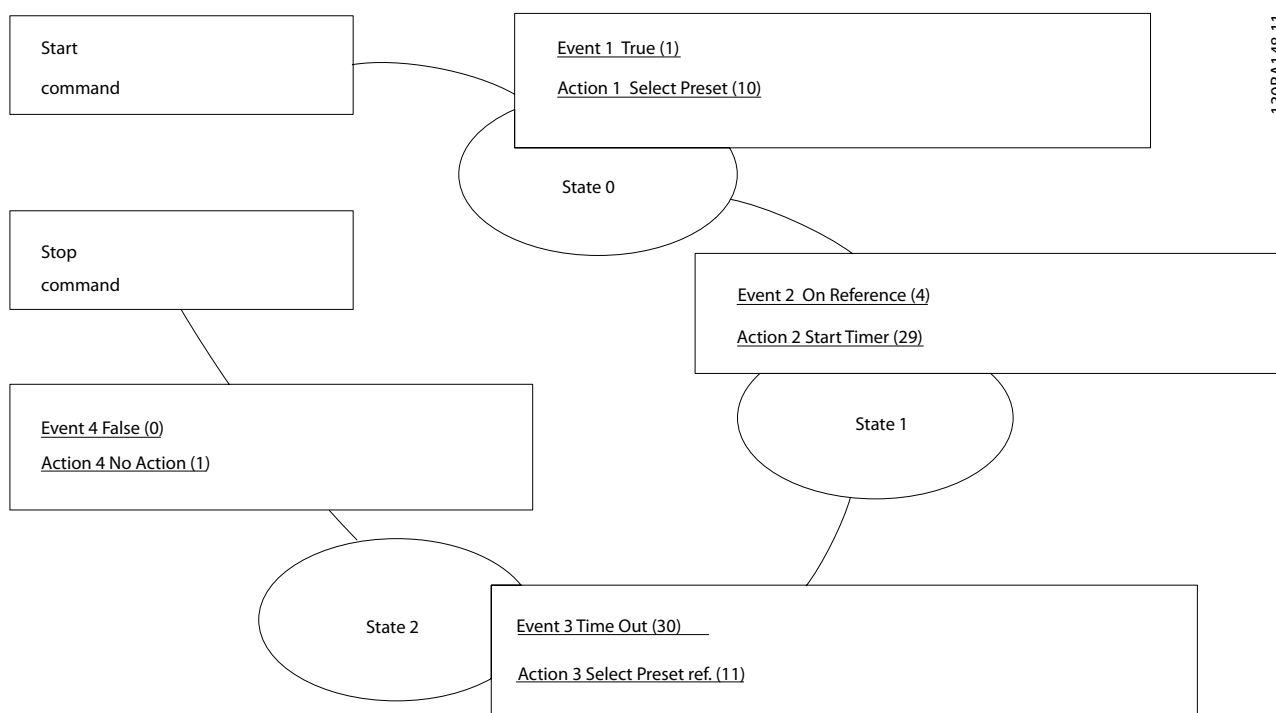 Start
command
Event 1 True (1)
Action 1 Select Preset (10)
State 0
Stop
command
Event 2 On Reference (4)
Action 2 Start Timer (29)
State 1
Event 4 False (0)
Action 4 No Action (1)
State 2
Event 3 Time Out (30)
Action 3 Select Preset ref. (11)